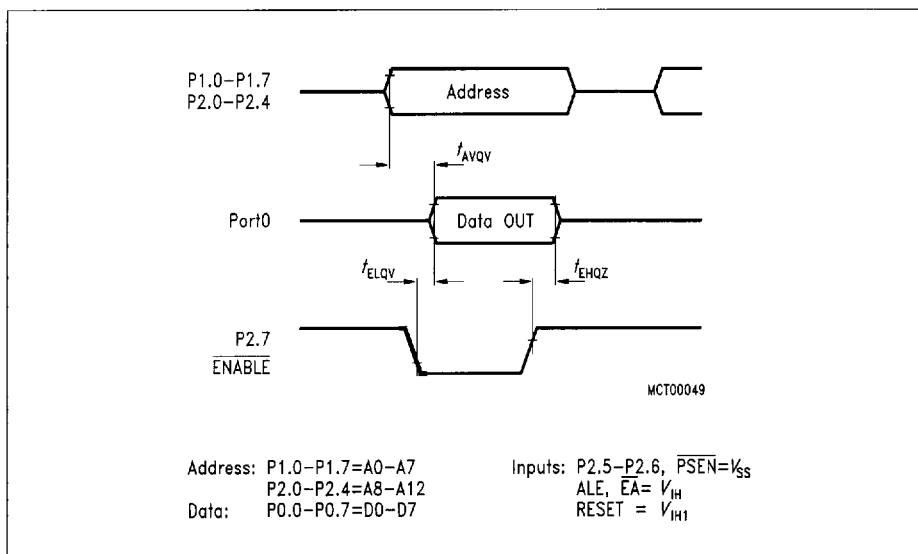 P1.0–P1.7
P2.0–P2.4
Address
tAVQV
Port0
Data OUT
tELQV
tEHQZ
P2.7
ENABLE
MCT00049
Address: P1.0–P1.7=A0–A7
P2.0–P2.4=A8–A12
Data: P0.0–P0.7=D0–D7
Inputs: P2.5–P2.6, PSEN=VSS
ALE, EA= VIH
RESET = VIH1